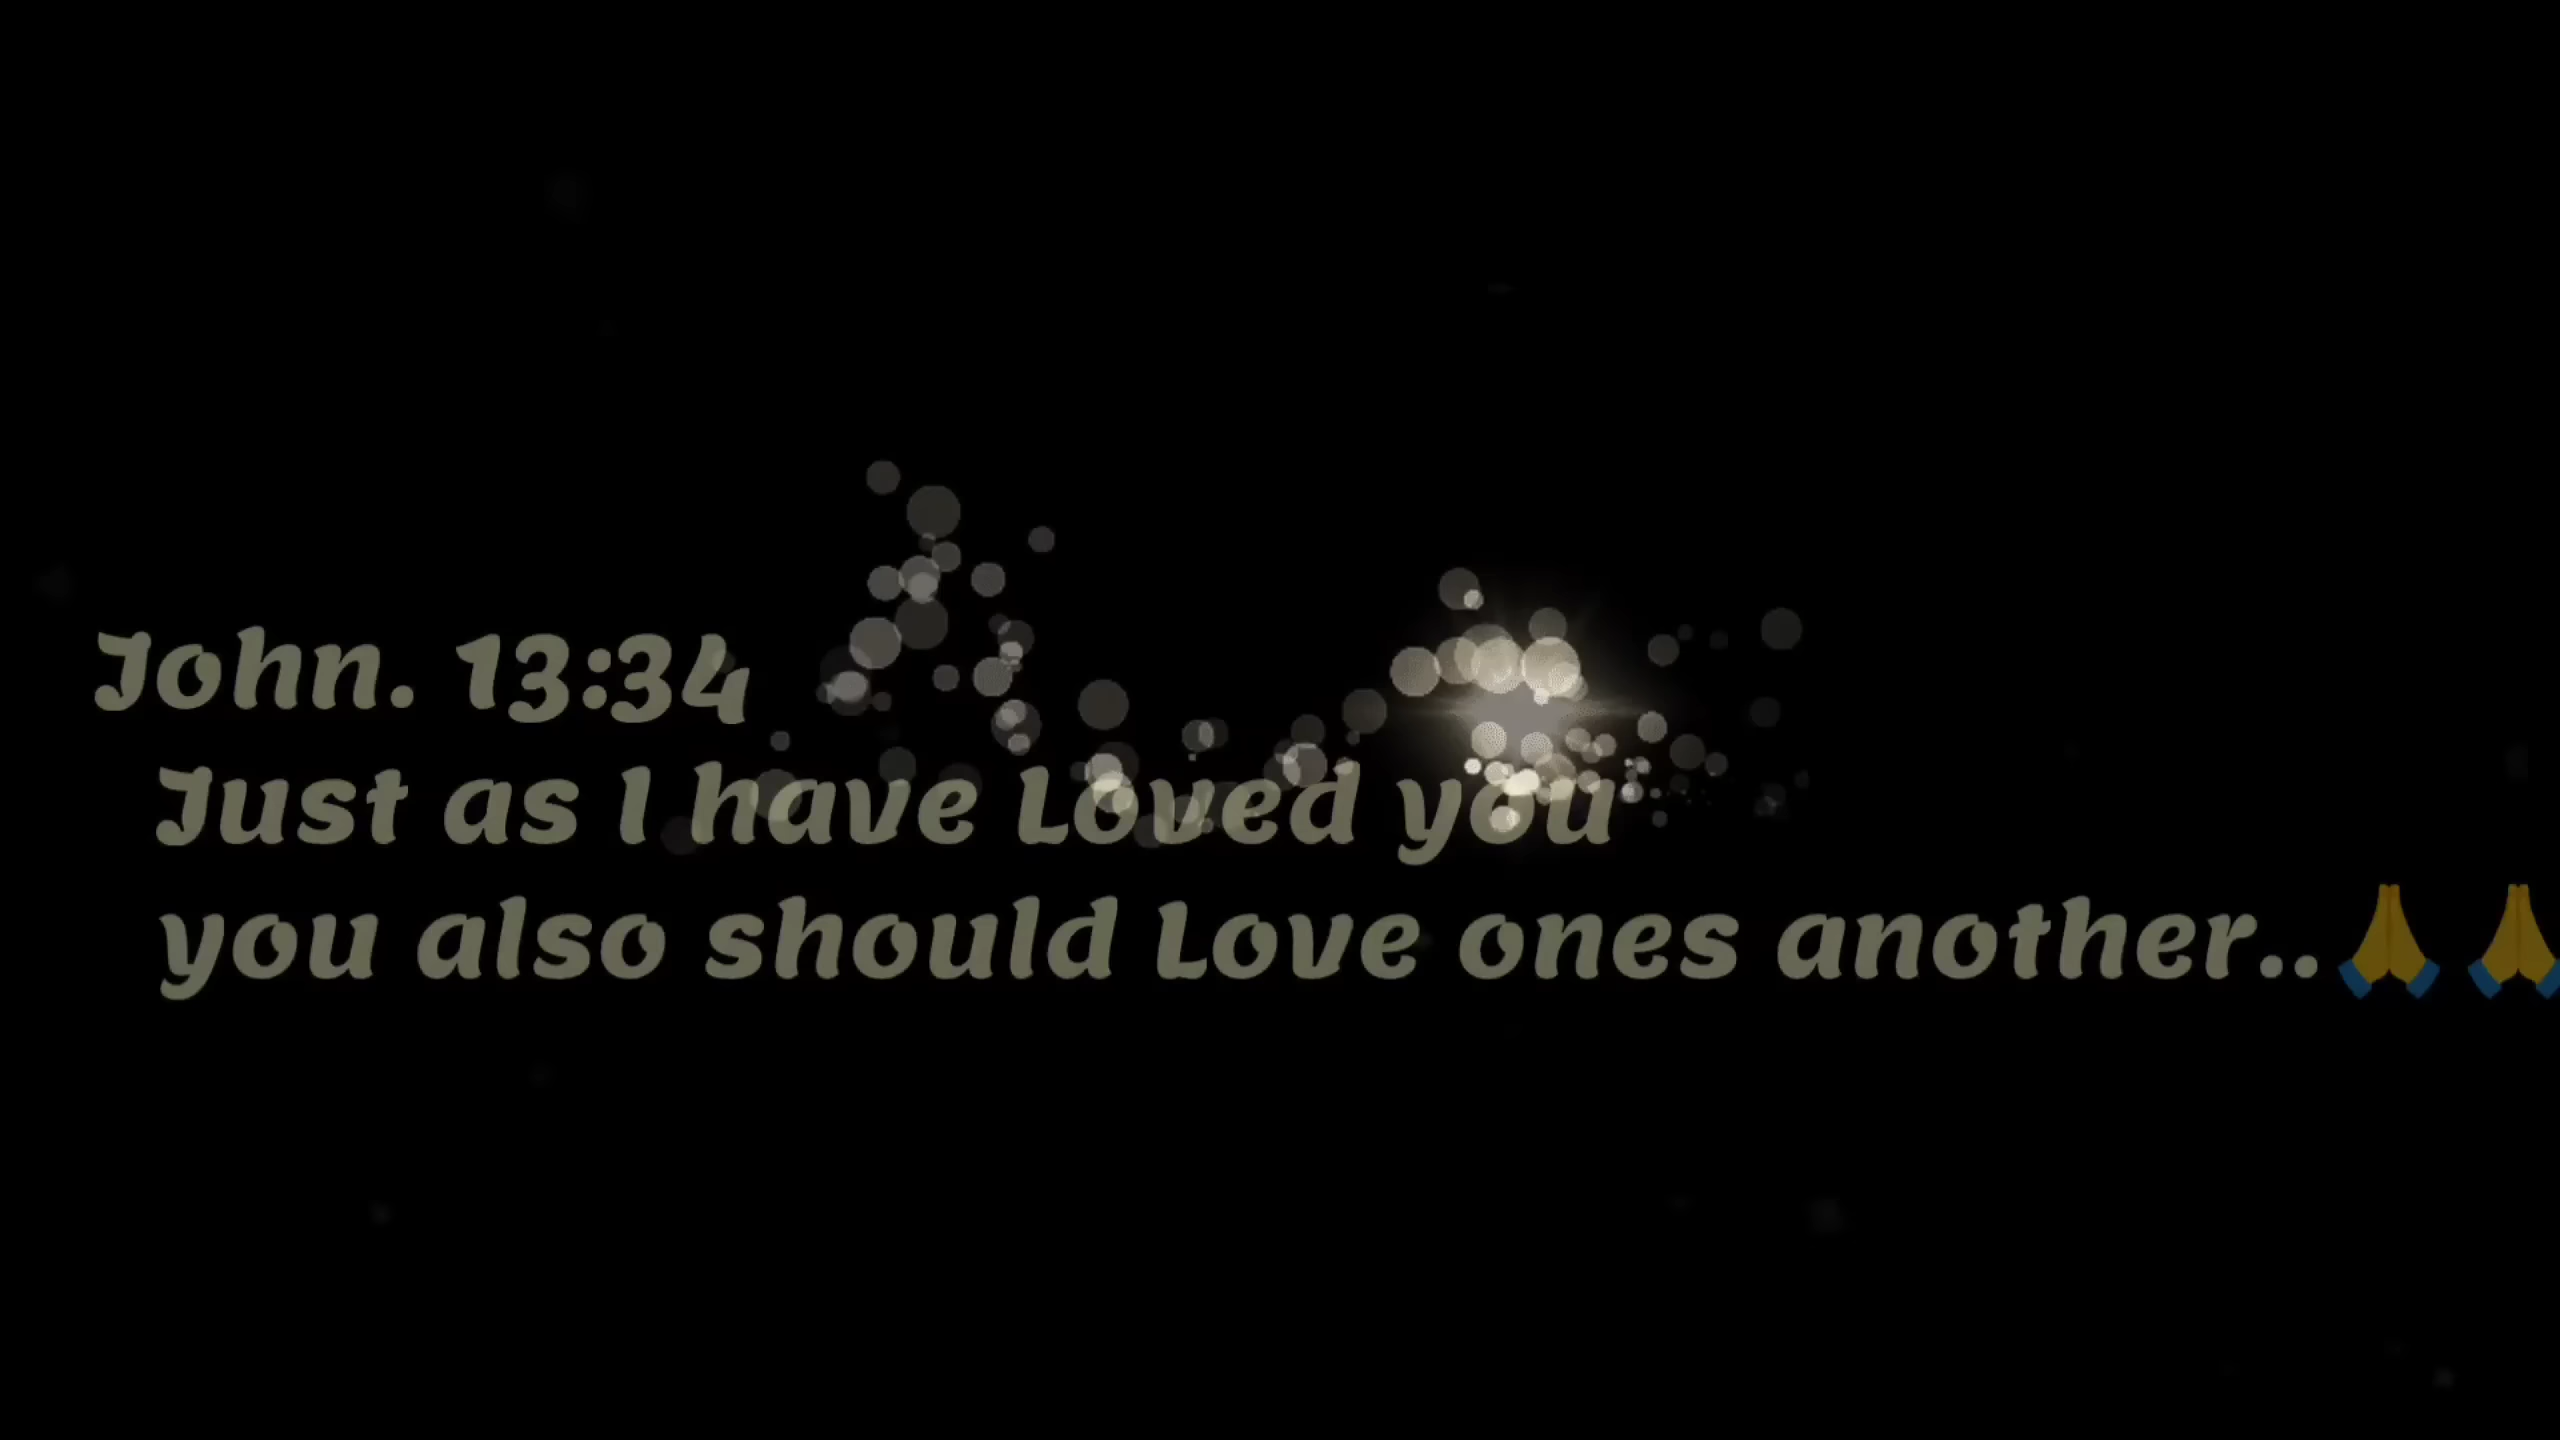 John. 13:34
Just as I have Loved you
you also should Love ones another..🙏🙏